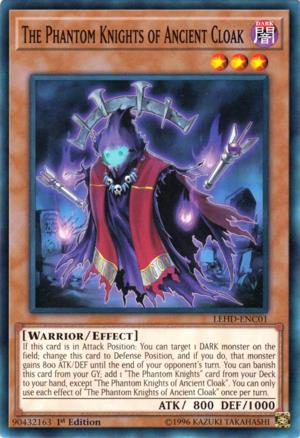 The Phantom Knights of Ancient Cloak
DARK
闇
LEHD-ENC01
[Warrior/Effect]
If this card is in Attack Position: You can target 1 DARK monster on the
field; change this card to Defense Position, and if you do, that monster
gains 800 ATK/DEF until the end of your opponent's turn. You can banish
this card from your GY; add 1 "The Phantom Knights" card from your Deck
to your hand, except "The Phantom Knights of Ancient Cloak". You can only
use each effect of "The Phantom Knights of Ancient Cloak" once per turn.
ATK/ 800 DEF/1000
90432163 1st Edition ©1996 KAZUKI TAKAHASHI